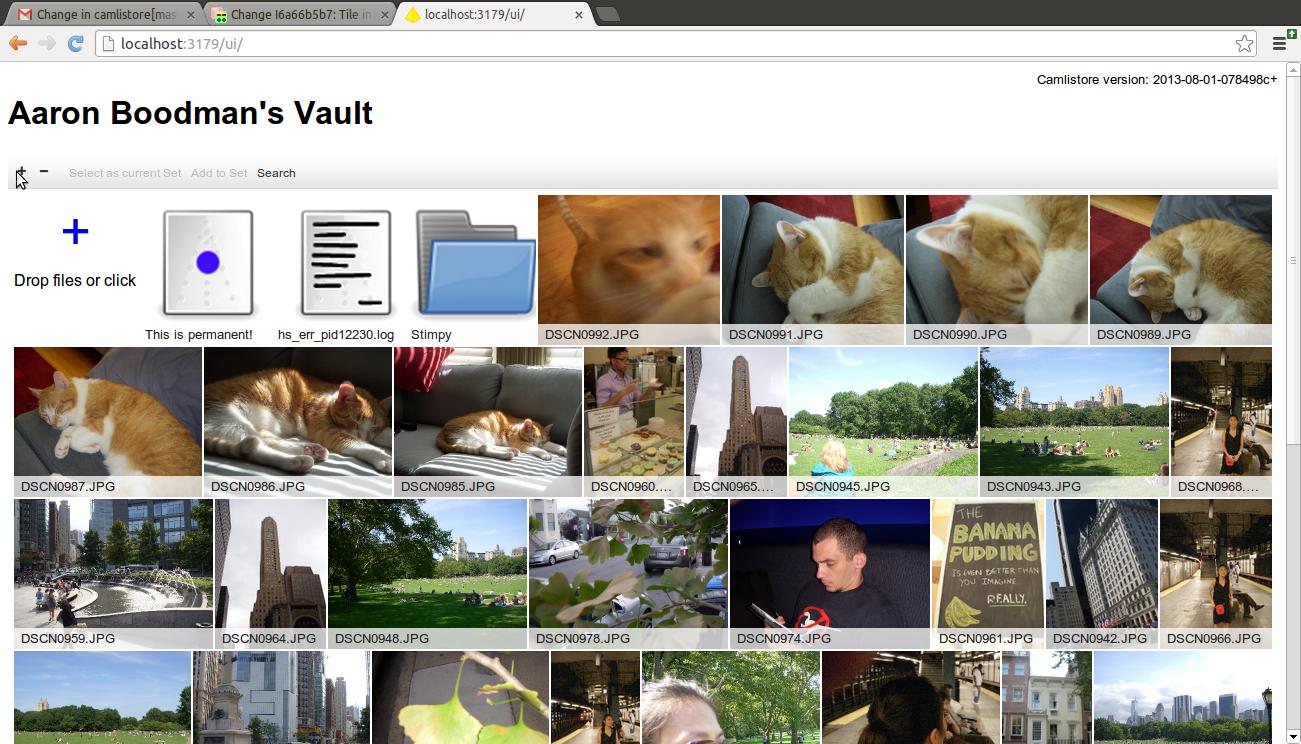 Change in camlistore[mas
Change I6a66b5b7: Tile in
localhost:3179/ui/
localhost:3179/ui/
Camlistore version: 2013-08-01-078498c+
Aaron Boodman's Vault
Select as current Set Add to Set Search
Drop files or click
This is permanent!
hs_err_pid12230.log
Stimpy
DSCN0992.JPG
DSCN0991.JPG
DSCN0990.JPG
DSCN0989.JPG
DSCN0987.JPG
DSCN0986.JPG
DSCN0985.JPG
DSCN0960....
DSCN0965....
DSCN0945.JPG
DSCN0943.JPG
DSCN0968....
THE
BANANA
PUDDING
IS EVEN BETTER THAN
YOU IMAGINE.
REALLY.
DSCN0959.JPG
DSCN0964.JPG
DSCN0948.JPG
DSCN0978.JPG
DSCN0974.JPG
DSCN0961.JPG
DSCN0942.JPG
DSCN0966.JPG